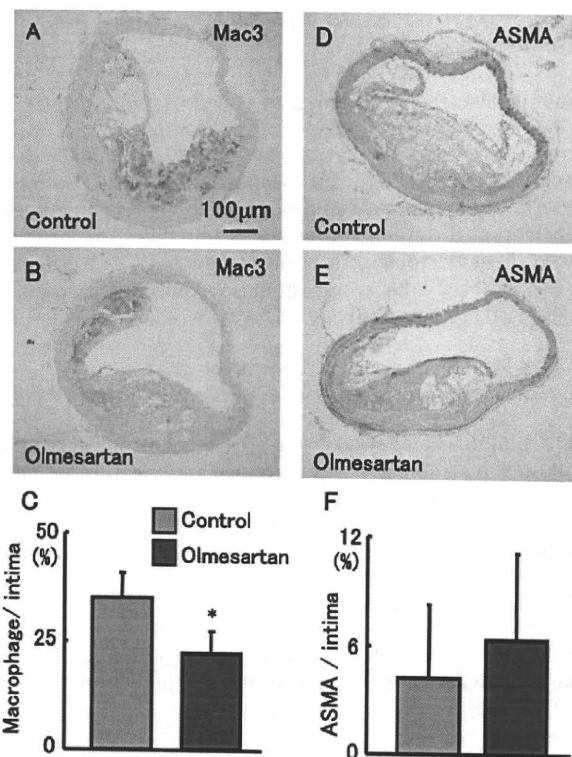 A Mac3
Control 100μm
B Mac3
Olmesartan
D ASMA
Control
E ASMA
Olmesartan
C
50
(%)
25
0
Macrophage/ intima
Control
Olmesartan
*
F
12
(%)
6
0
ASMA / intima